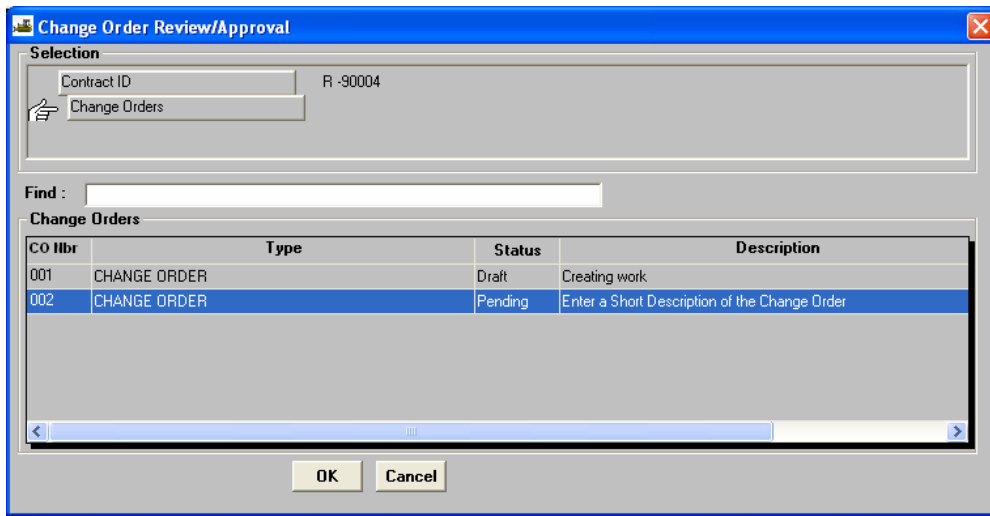 Change Order Review/Approval
Selection
Contract ID R -90004
Change Orders
Find :
Change Orders
CO Nbr Type Status Description
001 CHANGE ORDER Draft Creating work
002 CHANGE ORDER Pending Enter a Short Description of the Change Order
OK Cancel